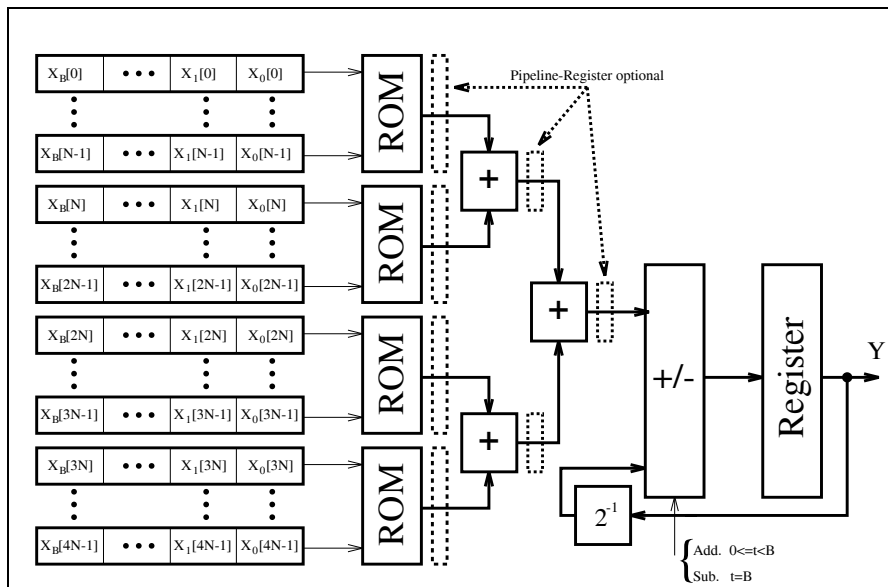 X_B[0] ••• X_1[0] X_0[0]
ROM
Pipeline-Register optional
X_B[N-1] ••• X_1[N-1] X_0[N-1]
+
X_B[N] ••• X_1[N] X_0[N]
ROM
X_B[2N-1] ••• X_1[2N-1] X_0[2N-1]
+
X_B[2N] ••• X_1[2N] X_0[2N]
ROM
X_B[3N-1] ••• X_1[3N-1] X_0[3N-1]
+
X_B[3N] ••• X_1[3N] X_0[3N]
ROM
X_B[4N-1] ••• X_1[4N-1] X_0[4N-1]
+/-
Register
Y
2^-1
Add. 0<=t<B
Sub. t=B